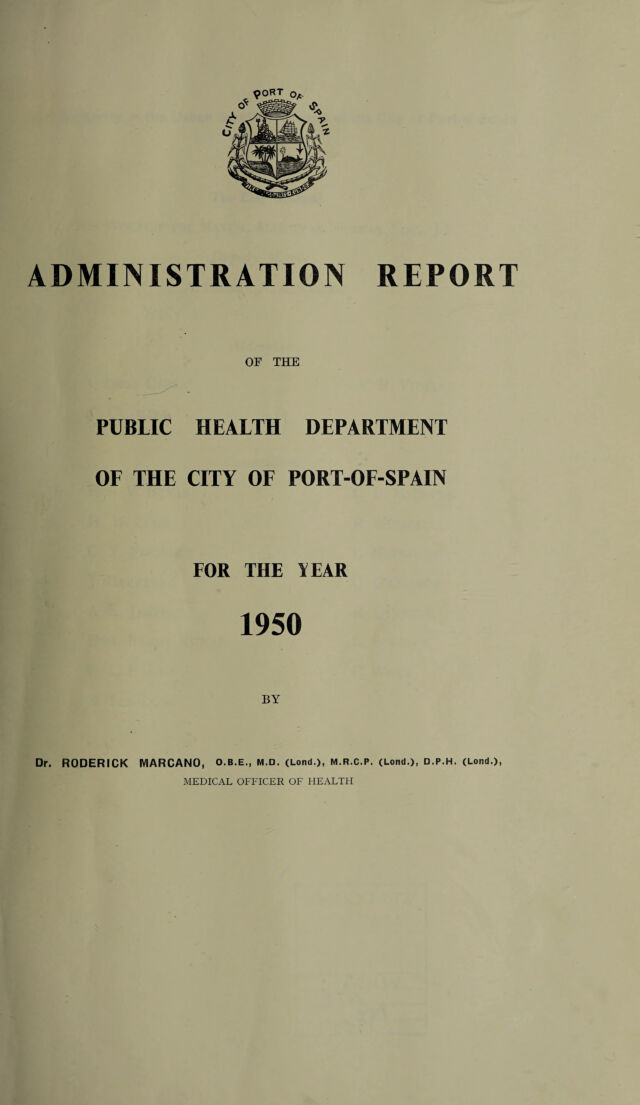 CITY OF PORT OF SPAIN
ADMINISTRATION REPORT
OF THE
PUBLIC HEALTH DEPARTMENT
OF THE CITY OF PORT-OF-SPAIN
FOR THE YEAR
1950
BY
Dr. RODERICK MARCANO, O.B.E., M.D. (Lond.), M.R.C.P. (Lond.), D.P.H. (Lond.),
MEDICAL OFFICER OF HEALTH